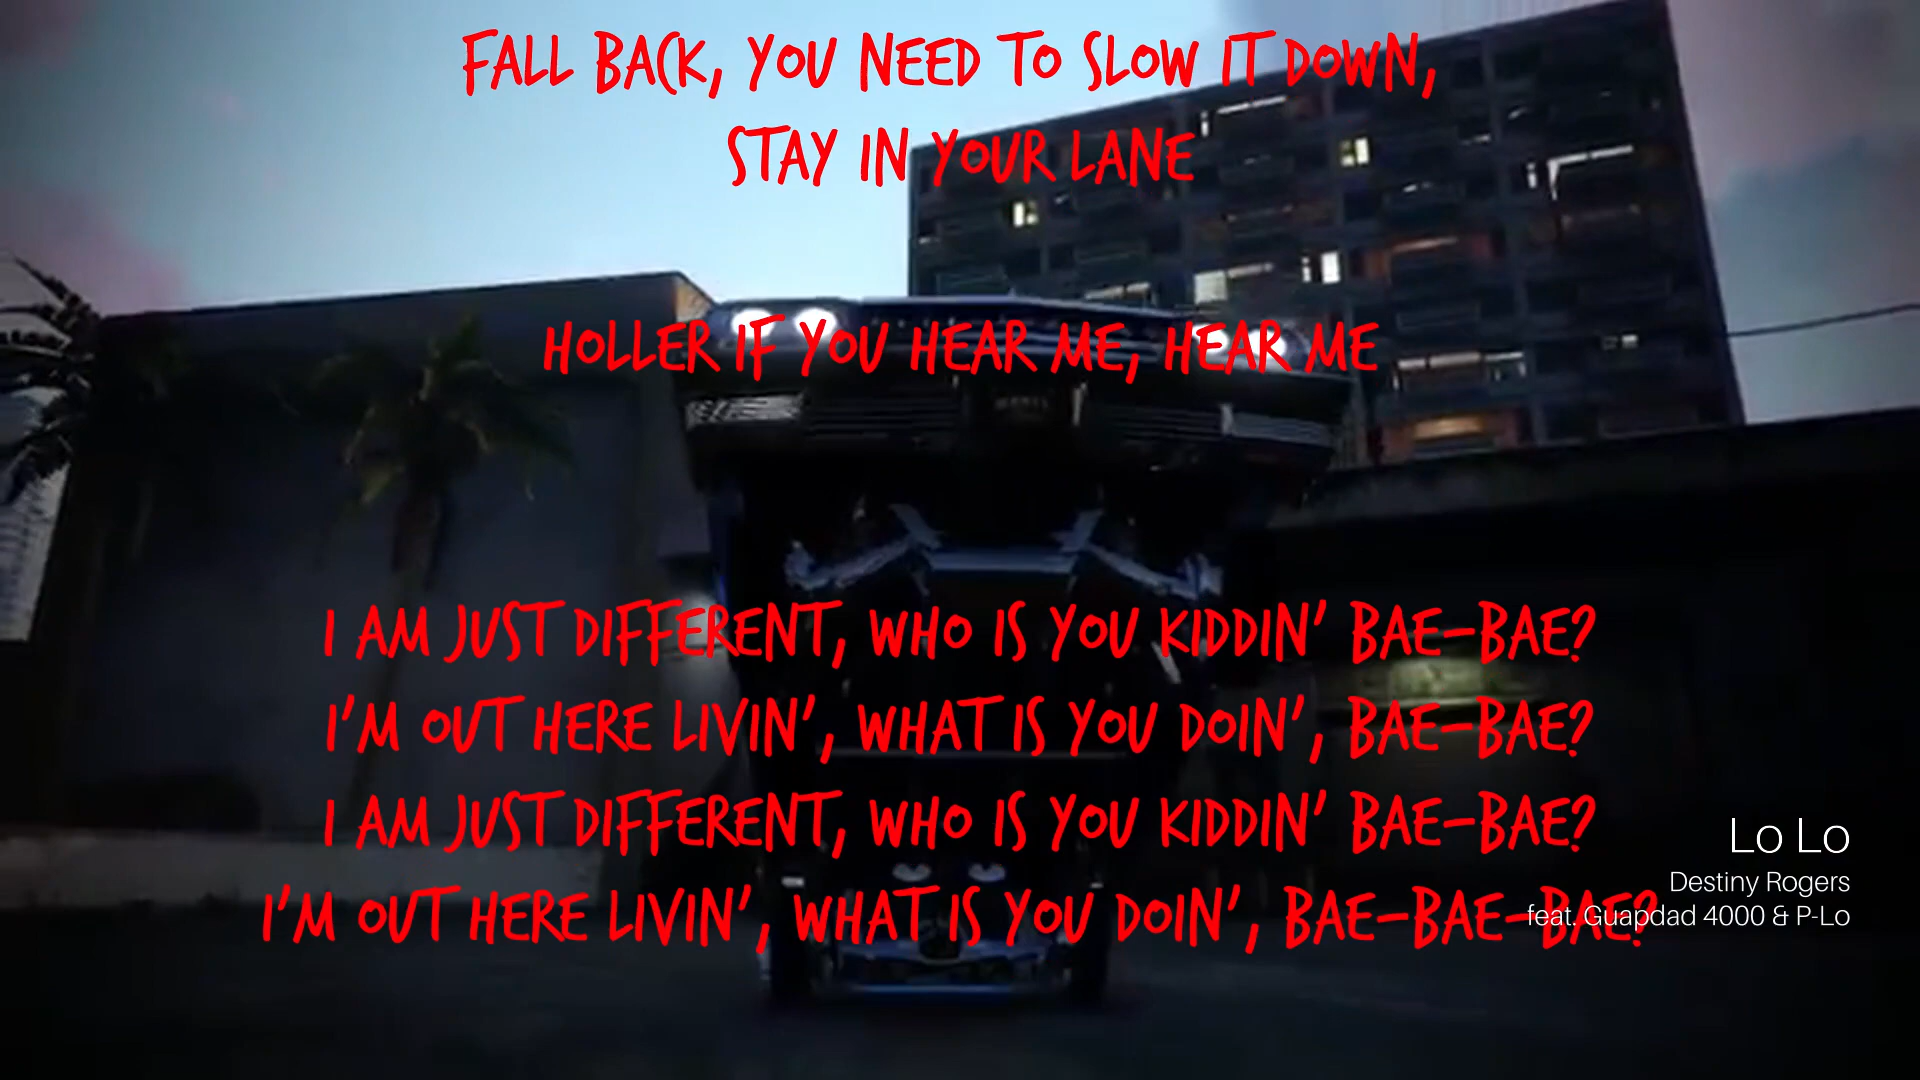 FALL BACK, YOU NEED TO SLOW IT DOWN,
STAY IN YOUR LANE
HOLLER IF YOU HEAR ME, HEAR ME
I AM JUST DIFFERENT, WHO IS YOU KIDDIN' BAE-BAE?
I'M OUT HERE LIVIN', WHAT IS YOU DOIN', BAE-BAE?
I AM JUST DIFFERENT, WHO IS YOU KIDDIN' BAE-BAE?
I'M OUT HERE LIVIN', WHAT IS YOU DOIN', BAE-BAE-BAE?
Lo Lo
Destiny Rogers
feat. Guapdad 4000 & P-Lo